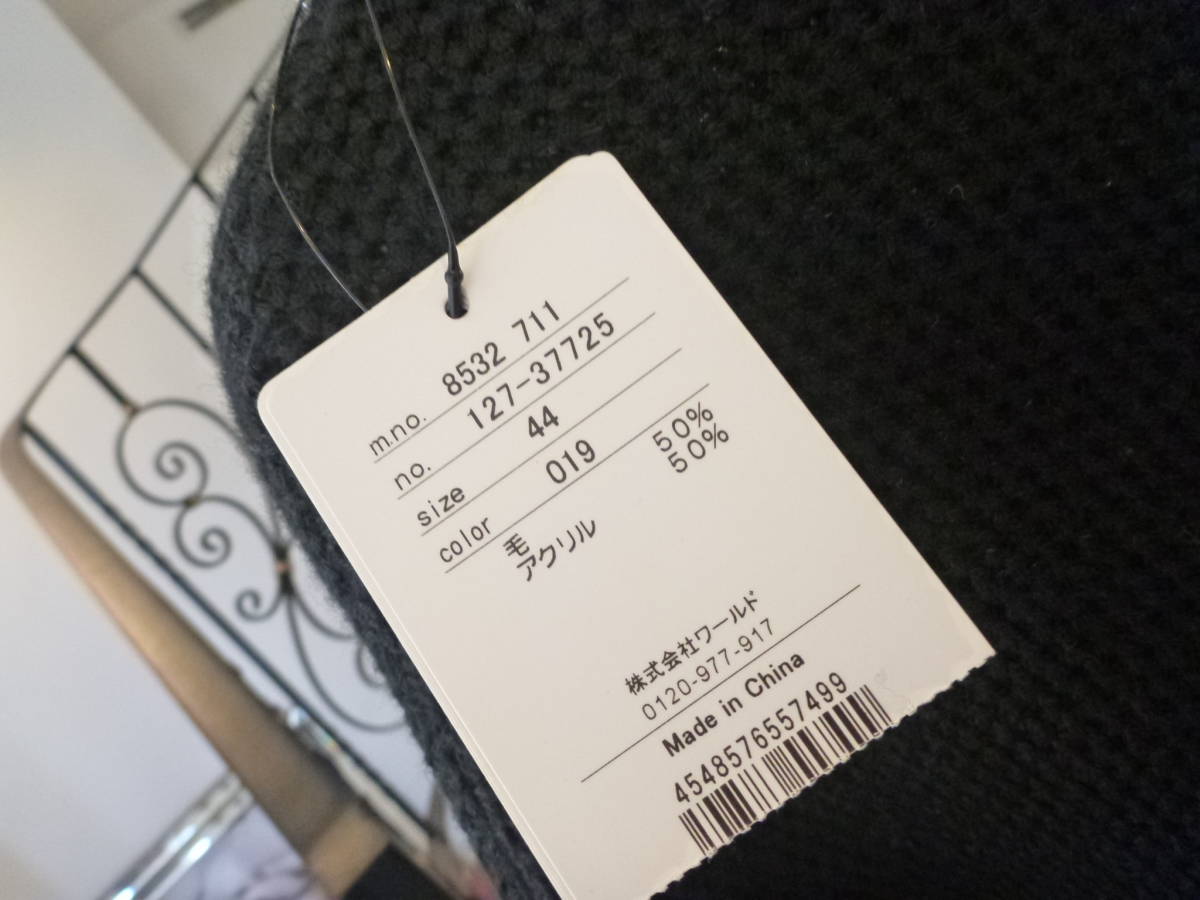 m.no. 8532 711
no. 127-37725
size 44
color 019
毛 50%
アクリル 50%
株式会社ワールド
0120-977-917
Made in China
4548576557499